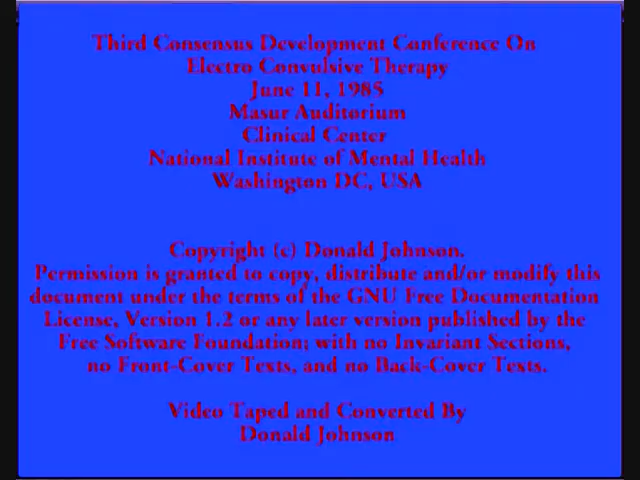 Third Consensus Development Conference On
Electro Convulsive Therapy
June 11, 1985
Masur Auditorium
Clinical Center
National Institute of Mental Health
Washington DC, USA
Copyright (c) Donald Johnson.
Permission is granted to copy, distribute and/or modify this
document under the terms of the GNU Free Documentation
License, Version 1.2 or any later version published by the
Free Software Foundation; with no Invariant Sections,
no Front-Cover Texts, and no Back-Cover Texts.
Video Taped and Converted By
Donald Johnson